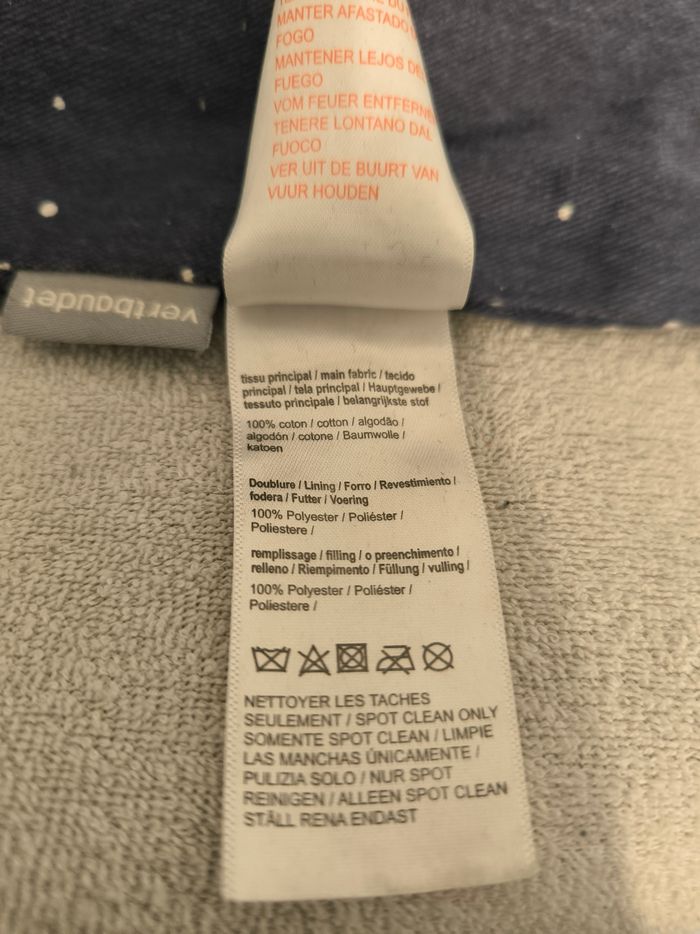 MANTER AFASTADO
FOGO
MANTENER LEJOS DEL
FUEGO
VOM FEUER ENTFERNE
TENERE LONTANO DAL
FUOCO
VER UIT DE BUURT VAN
VUUR HOUDEN
vertbaudet
tissu principal / main fabric / tecido
principal / tela principal / Hauptgewebe /
tessuto principale / belangrijkste stof
100% coton / cotton / algodão /
algodón / cotone / Baumwolle /
katoen
Doublure / Lining / Forro / Revestimiento /
fodera / Futter / Voering
100% Polyester / Poliéster /
Poliestere /
remplissage / filling / o preenchimento /
relleno / Riempimento / Füllung / vulling /
100% Polyester / Poliéster /
Poliestere /
NETTOYER LES TACHES
SEULEMENT / SPOT CLEAN ONLY
SOMENTE SPOT CLEAN / LIMPIE
LAS MANCHAS ÚNICAMENTE /
PULIZIA SOLO / NUR SPOT
REINIGEN / ALLEEN SPOT CLEAN
STÄLL RENA ENDAST